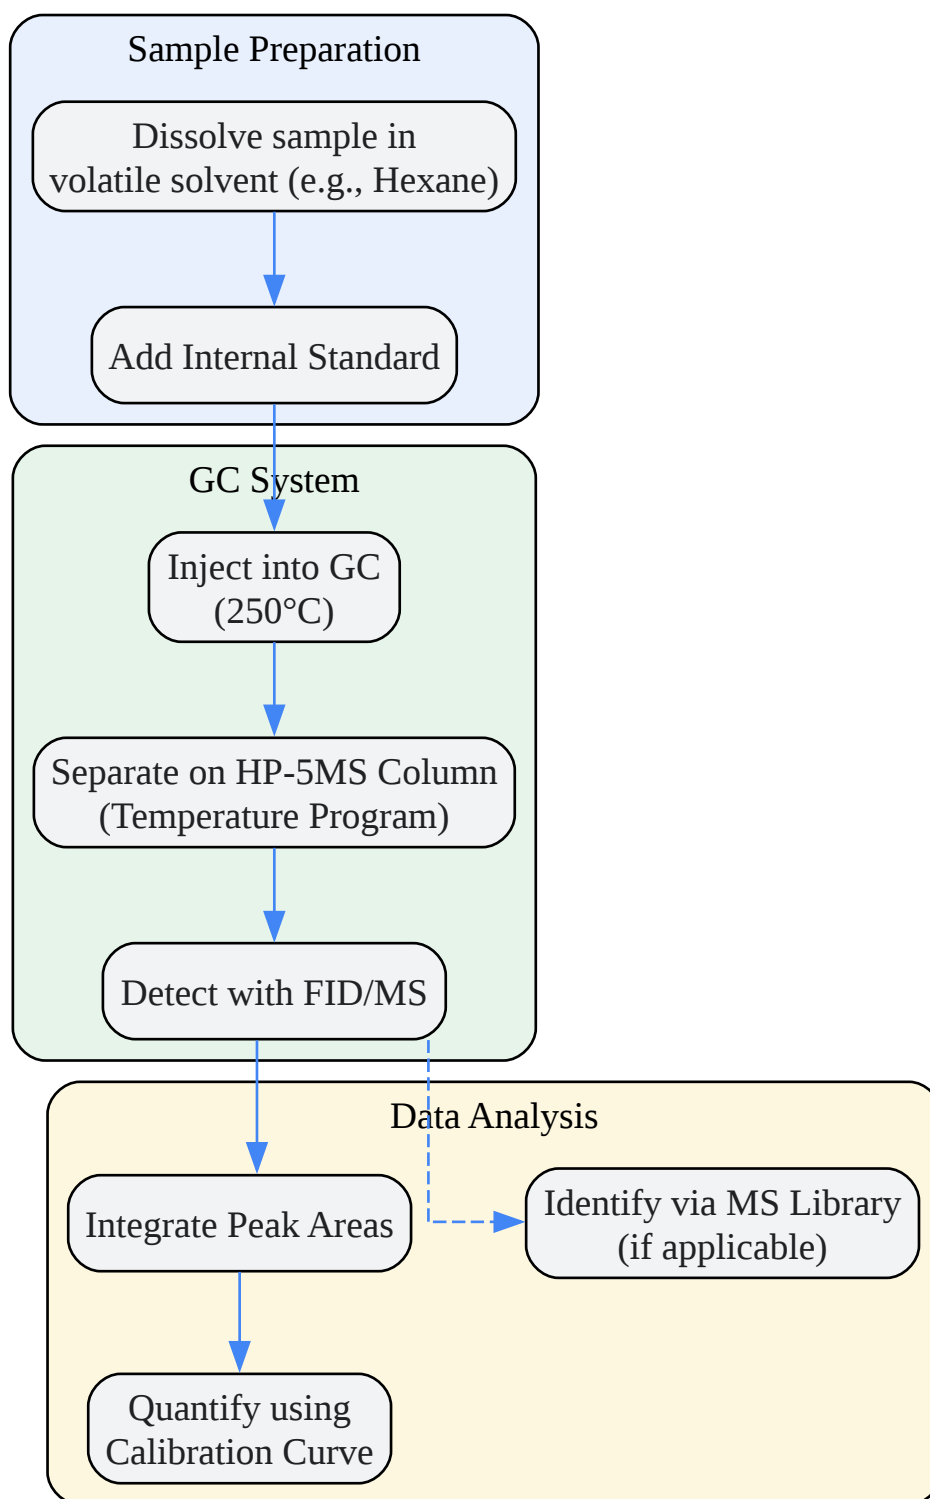 Sample Preparation
Dissolve sample in
volatile solvent (e.g., Hexane)
Add Internal Standard
GC System
Inject into GC
(250°C)
Separate on HP-5MS Column
(Temperature Program)
Detect with FID/MS
Data Analysis
Integrate Peak Areas
Identify via MS Library
(if applicable)
Quantify using
Calibration Curve